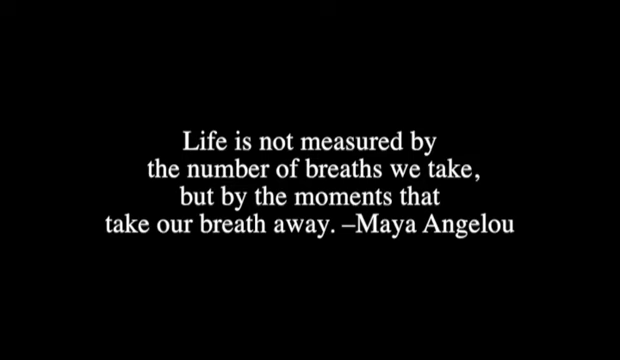 Life is not measured by
the number of breaths we take,
but by the moments that
take our breath away. –Maya Angelou